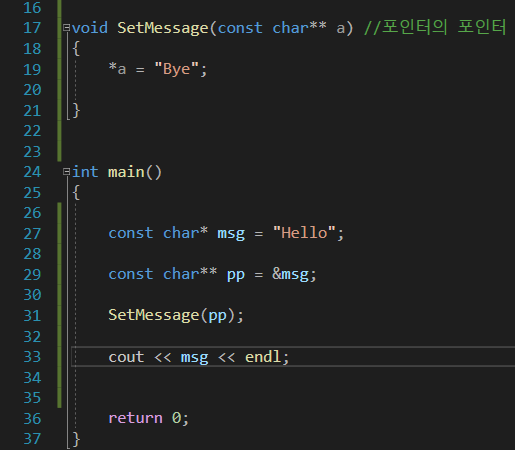 16
17 void SetMessage(const char** a) //포인터의 포인터
18 {
19 *a = "Bye";
20
21 }
22
23
24 int main()
25 {
26
27 const char* msg = "Hello";
28
29 const char** pp = &msg;
30
31 SetMessage(pp);
32
33 cout << msg << endl;
34
35
36 return 0;
37 }